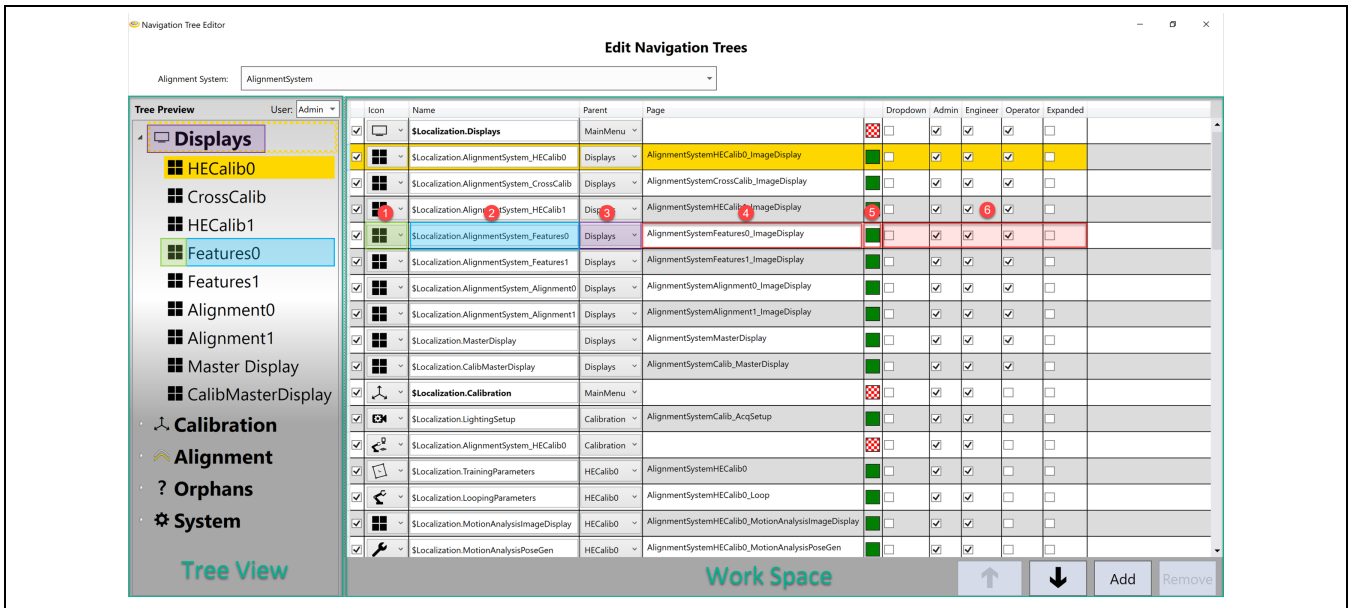 Navigation Tree Editor
Edit Navigation Trees
Alignment System: AlignmentSystem
Tree Preview User: Admin
Displays
HECalib0
CrossCalib
HECalib1
Features0
Features1
Alignment0
Alignment1
Master Display
CalibMasterDisplay
Calibration
Alignment
? Orphans
System
Tree View
Icon Name Parent Page Dropdown Admin Engineer Operator Expanded
$Localization.Displays MainMenu
$Localization.AlignmentSystem_HECalib0 Displays AlignmentSystemHECalib0_ImageDisplay
$Localization.AlignmentSystem_CrossCalib Displays AlignmentSystemCrossCalib_ImageDisplay
$Localization.AlignmentSystem_HECalib1
1 2 3 4 5 6
$Localization.AlignmentSystem_Features0 Displays AlignmentSystemFeatures0_ImageDisplay
$Localization.AlignmentSystem_Features1 Displays AlignmentSystemFeatures1_ImageDisplay
$Localization.AlignmentSystem_Alignment0 Displays AlignmentSystemAlignment0_ImageDisplay
$Localization.AlignmentSystem_Alignment1 Displays AlignmentSystemAlignment1_ImageDisplay
$Localization.MasterDisplay Displays AlignmentSystemMasterDisplay
$Localization.CalibMasterDisplay Displays AlignmentSystemCalib_MasterDisplay
$Localization.Calibration MainMenu
$Localization.LightingSetup Calibration AlignmentSystemCalib_AcqSetup
$Localization.AlignmentSystem_HECalib0 Calibration
$Localization.TrainingParameters HECalib0 AlignmentSystemHECalib0
$Localization.LoopingParameters HECalib0 AlignmentSystemHECalib0_Loop
$Localization.MotionAnalysisImageDisplay HECalib0 AlignmentSystemHECalib0_MotionAnalysisImageDisplay
$Localization.MotionAnalysisPoseGen HECalib0 AlignmentSystemHECalib0_MotionAnalysisPoseGen
Work Space
Add Remove